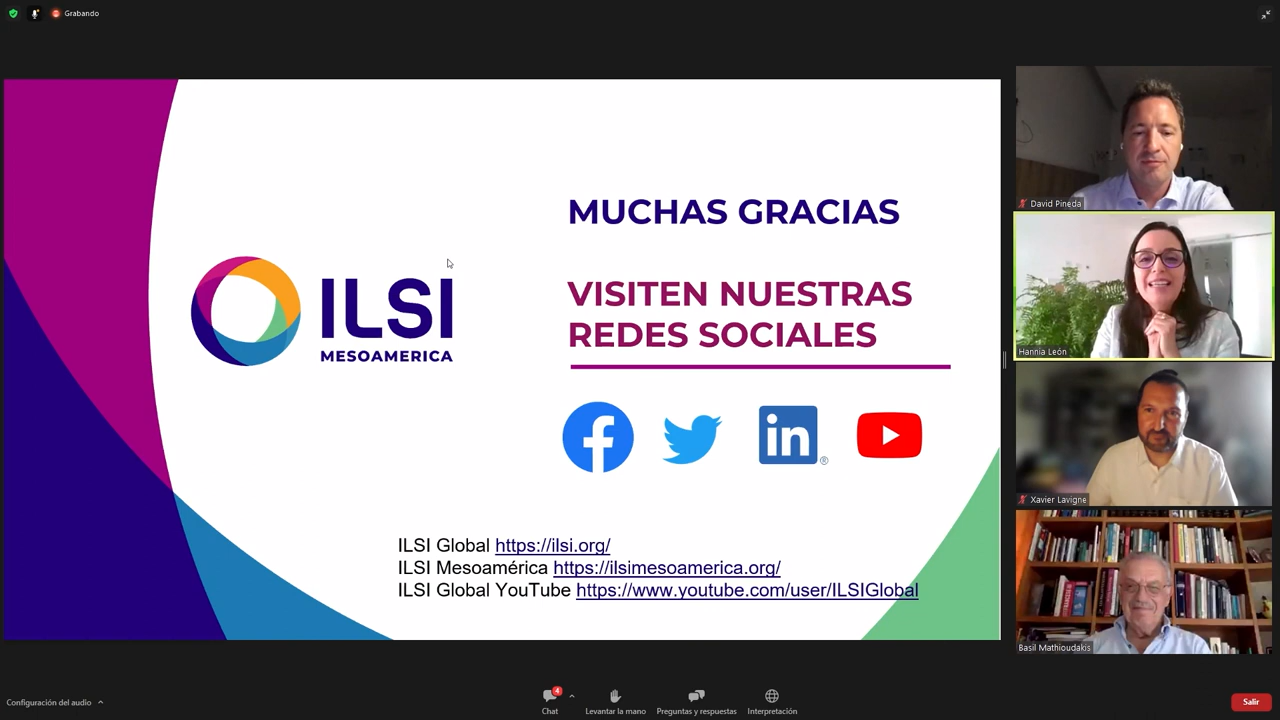 Grabando
MUCHAS GRACIAS
VISITEN NUESTRAS
REDES SOCIALES
ILSI
MESOAMERICA
in
®
ILSI Global https://ilsi.org/
ILSI Mesoamérica https://ilsimesoamerica.org/
ILSI Global YouTube https://www.youtube.com/user/ILSIGlobal
David Pineda
Hannia León
Xavier Lavigne
Basil Mathioudakis
Configuración del audio
4
Chat
Levantar la mano
Preguntas y respuestas
Interpretación
Salir